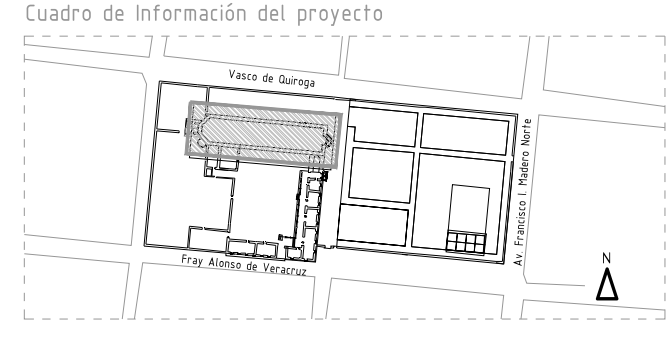 Cuadro de Información del proyecto
Vasco de Quiroga
Av. Francisco I. Madero Norte
Fray Alonso de Veracruz
N